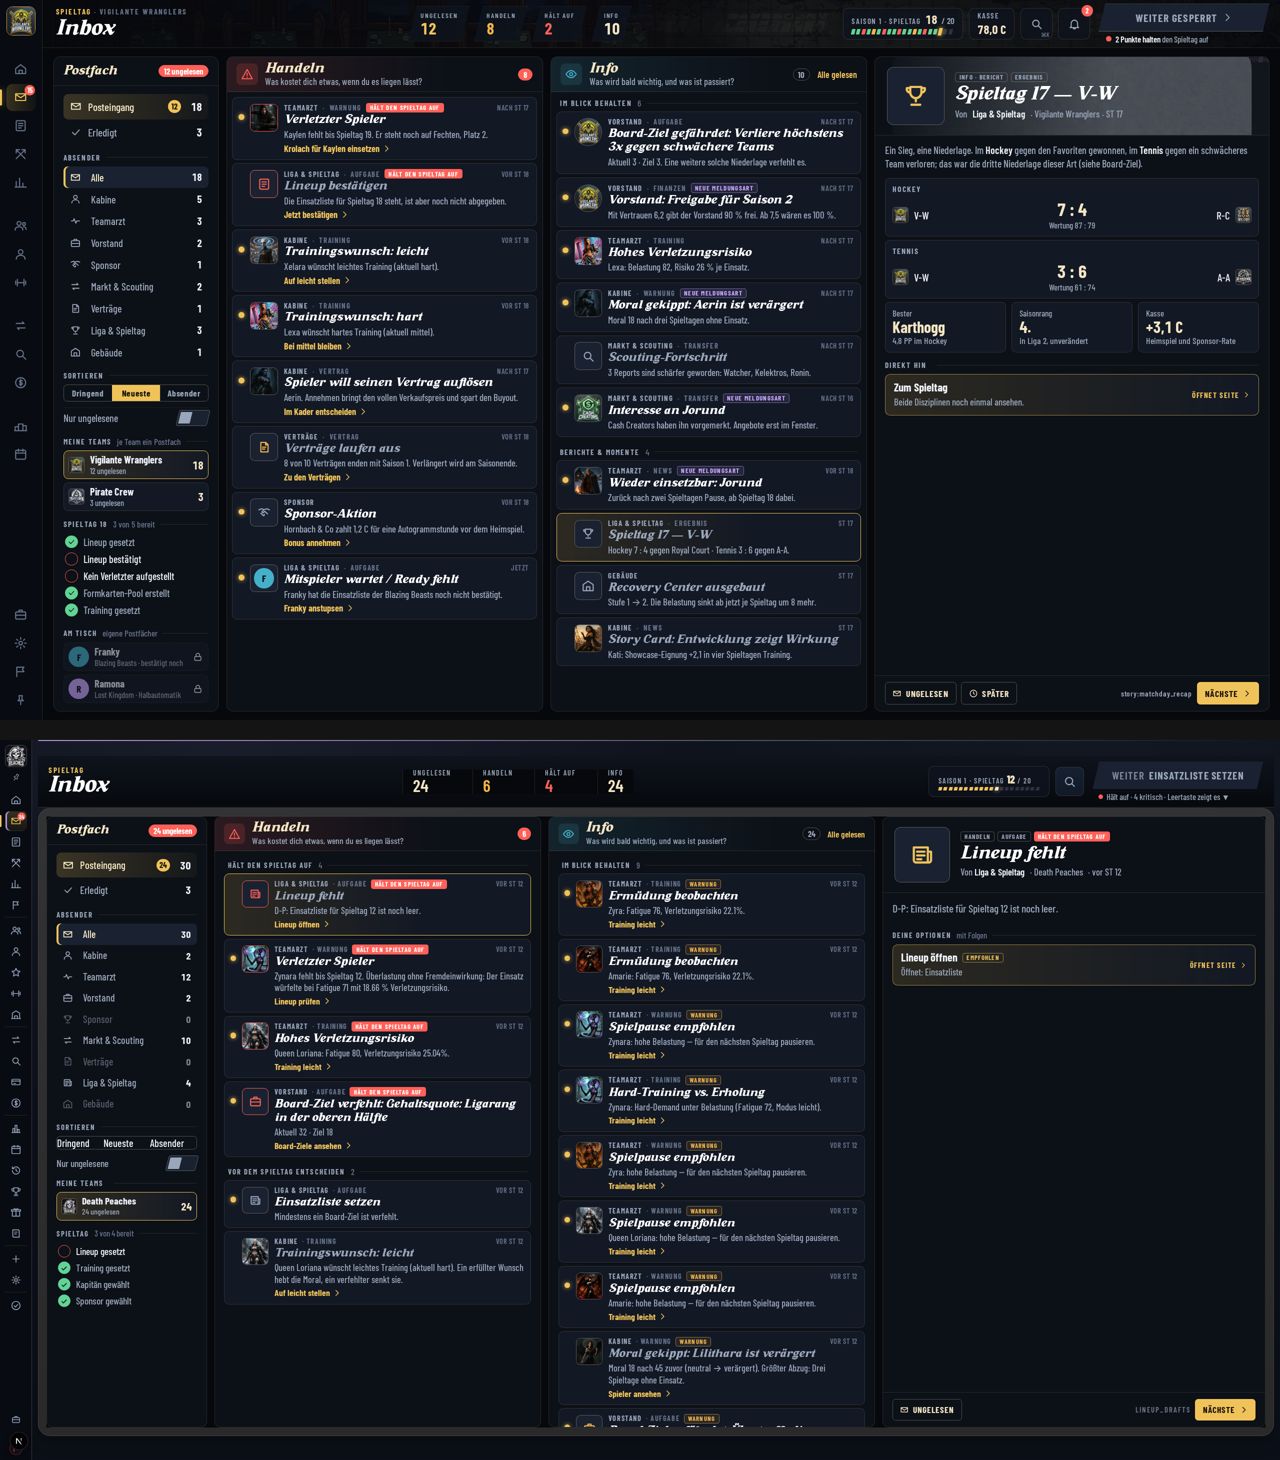 SPIELTAG · VIGILANTE WRANGLERS
Inbox
UNGELESEN
12
HANDELN
8
HÄLT AUF
2
INFO
10
SAISON 1 · SPIELTAG 18 / 20
KASSE
78,0 C
2
WEITER GESPERRT
2 Punkte halten den Spieltag auf
Postfach
12 ungelesen
Posteingang 12 18
Erledigt 3
ABSENDER
Alle 18
Kabine 5
Teamarzt 3
Vorstand 2
Sponsor 1
Markt & Scouting 2
Verträge 1
Liga & Spieltag 3
Gebäude 1
SORTIEREN
Dringend Neueste Absender
Nur ungelesene
MEINE TEAMS je Team ein Postfach
Vigilante Wranglers
12 ungelesen
18
Pirate Crew
3 ungelesen
3
SPIELTAG 18 3 von 5 bereit
Lineup gesetzt
Lineup bestätigt
Kein Verletzter aufgestellt
Formkarten-Pool erstellt
Training gesetzt
AM TISCH eigene Postfächer
F
Franky
Blazing Beasts · bestätigt noch
R
Ramona
Lost Kingdom · Halbautomatik
Handeln
Was kostet dich etwas, wenn du es liegen lässt?
8
TEAMARZT · WARNUNG HÄLT DEN SPIELTAG AUF NACH ST 17
Verletzter Spieler
Kaylen fehlt bis Spieltag 19. Er steht noch auf Fechten, Platz 2.
Krolach für Kaylen einsetzen
LIGA & SPIELTAG · AUFGABE HÄLT DEN SPIELTAG AUF VOR ST 18
Lineup bestätigen
Die Einsatzliste für Spieltag 18 steht, ist aber noch nicht abgegeben.
Jetzt bestätigen
KABINE · TRAINING VOR ST 18
Trainingswunsch: leicht
Xelara wünscht leichtes Training (aktuell hart).
Auf leicht stellen
KABINE · TRAINING VOR ST 18
Trainingswunsch: hart
Lexa wünscht hartes Training (aktuell mittel).
Bei mittel bleiben
KABINE · VERTRAG NACH ST 17
Spieler will seinen Vertrag auflösen
Aerin. Annehmen bringt den vollen Verkaufspreis und spart den Buyout.
Im Kader entscheiden
VERTRÄGE · VERTRAG VOR ST 18
Verträge laufen aus
8 von 10 Verträgen enden mit Saison 1. Verlängert wird am Saisonende.
Zu den Verträgen
SPONSOR VOR ST 18
Sponsor-Aktion
Hornbach & Co zahlt 1,2 C für eine Autogrammstunde vor dem Heimspiel.
Bonus annehmen
F
LIGA & SPIELTAG · AUFGABE JETZT
Mitspieler wartet / Ready fehlt
Franky hat die Einsatzliste der Blazing Beasts noch nicht bestätigt.
Franky anstupsen
Info
Was wird bald wichtig, und was ist passiert?
10 Alle gelesen
IM BLICK BEHALTEN 6
VORSTAND · AUFGABE NACH ST 17
Board-Ziel gefährdet: Verliere höchstens
3x gegen schwächere Teams
Aktuell 3 · Ziel 3. Eine weitere solche Niederlage verfehlt es.
VORSTAND · FINANZEN NEUE MELDUNGSART NACH ST 17
Vorstand: Freigabe für Saison 2
Mit Vertrauen 6,2 gibt der Vorstand 90 % frei. Ab 7,5 wären es 100 %.
TEAMARZT · TRAINING NACH ST 17
Hohes Verletzungsrisiko
Lexa: Belastung 82, Risiko 26 % je Einsatz.
KABINE · WARNUNG NEUE MELDUNGSART NACH ST 17
Moral gekippt: Aerin ist verärgert
Moral 18 nach drei Spieltagen ohne Einsatz.
MARKT & SCOUTING · TRANSFER NACH ST 17
Scouting-Fortschritt
3 Reports sind schärfer geworden: Watcher, Kelektros, Ronin.
MARKT & SCOUTING · TRANSFER NEUE MELDUNGSART NACH ST 16
Interesse an Jorund
Cash Creators haben ihn vorgemerkt. Angebote erst im Fenster.
BERICHTE & MOMENTE 4
TEAMARZT · NEWS NEUE MELDUNGSART VOR ST 18
Wieder einsetzbar: Jorund
Zurück nach zwei Spieltagen Pause, ab Spieltag 18 dabei.
LIGA & SPIELTAG · ERGEBNIS ST 17
Spieltag 17 — V-W
Hockey 7 : 4 gegen Royal Court · Tennis 3 : 6 gegen A-A.
GEBÄUDE ST 17
Recovery Center ausgebaut
Stufe 1 → 2. Die Belastung sinkt ab jetzt je Spieltag um 8 mehr.
KABINE · NEWS ST 17
Story Card: Entwicklung zeigt Wirkung
Kati: Showcase-Eignung +2,1 in vier Spieltagen Training.
INFO · BERICHT ERGEBNIS
Spieltag 17 — V-W
Von Liga & Spieltag · Vigilante Wranglers · ST 17
Ein Sieg, eine Niederlage. Im Hockey gegen den Favoriten gewonnen, im Tennis gegen ein schwächeres
Team verloren; das war die dritte Niederlage dieser Art (siehe Board-Ziel).
HOCKEY
V-W 7 : 4 R-C
Wertung 87 : 79
TENNIS
V-W 3 : 6 A-A
Wertung 61 : 74
Bester
Karthogg
4,8 PP im Hockey
Saisonrang
4.
in Liga 2, unverändert
Kasse
+3,1 C
Heimspiel und Sponsor-Rate
DIREKT HIN
Zum Spieltag
Beide Disziplinen noch einmal ansehen.
ÖFFNET SEITE
UNGELESEN SPÄTER story:matchday_recap NÄCHSTE
SPIELTAG
Inbox
UNGELESEN
24
HANDELN
6
HÄLT AUF
4
INFO
24
SAISON 1 · SPIELTAG 12 / 20
WEITER EINSATZLISTE SETZEN
Hält auf · 4 kritisch · Leertaste zeigt es ▼
Postfach
24 ungelesen
Posteingang 24 30
Erledigt 3
ABSENDER
Alle 30
Kabine 2
Teamarzt 12
Vorstand 2
Sponsor 0
Markt & Scouting 10
Verträge 0
Liga & Spieltag 4
Gebäude 0
SORTIEREN
Dringend Neueste Absender
Nur ungelesene
MEINE TEAMS
Death Peaches
24 ungelesen
24
SPIELTAG 3 von 4 bereit
Lineup gesetzt
Training gesetzt
Kapitän gewählt
Sponsor gewählt
N
Handeln
Was kostet dich etwas, wenn du es liegen lässt?
6
HÄLT DEN SPIELTAG AUF 4
LIGA & SPIELTAG · AUFGABE HÄLT DEN SPIELTAG AUF VOR ST 12
Lineup fehlt
D-P: Einsatzliste für Spieltag 12 ist noch leer.
Lineup öffnen
TEAMARZT · WARNUNG HÄLT DEN SPIELTAG AUF VOR ST 12
Verletzter Spieler
Zynara fehlt bis Spieltag 12. Überlastung ohne Fremdeinwirkung: Der Einsatz
würfelte bei Fatigue 71 mit 18.66 % Verletzungsrisiko.
Lineup prüfen
TEAMARZT · TRAINING HÄLT DEN SPIELTAG AUF VOR ST 12
Hohes Verletzungsrisiko
Queen Loriana: Fatigue 80, Verletzungsrisiko 25.04%.
Training leicht
VORSTAND · AUFGABE HÄLT DEN SPIELTAG AUF VOR ST 12
Board-Ziel verfehlt: Gehaltsquote: Ligarang
in der oberen Hälfte
Aktuell 32 · Ziel 18
Board-Ziele ansehen
VOR DEM SPIELTAG ENTSCHEIDEN 2
LIGA & SPIELTAG · AUFGABE VOR ST 12
Einsatzliste setzen
Mindestens ein Board-Ziel ist verfehlt.
KABINE · TRAINING VOR ST 12
Trainingswunsch: leicht
Queen Loriana wünscht leichtes Training (aktuell hart). Ein erfüllter Wunsch
hebt die Moral, ein verfehlter senkt sie.
Auf leicht stellen
Info
Was wird bald wichtig, und was ist passiert?
24 Alle gelesen
IM BLICK BEHALTEN 9
TEAMARZT · TRAINING WARNUNG VOR ST 12
Ermüdung beobachten
Zyra: Fatigue 76, Verletzungsrisiko 22.1%.
Training leicht
TEAMARZT · TRAINING WARNUNG VOR ST 12
Ermüdung beobachten
Amarie: Fatigue 76, Verletzungsrisiko 22.1%.
Training leicht
TEAMARZT · TRAINING WARNUNG VOR ST 12
Spielpause empfohlen
Zynara: hohe Belastung — für den nächsten Spieltag pausieren.
Training leicht
TEAMARZT · TRAINING WARNUNG VOR ST 12
Hard-Training vs. Erholung
Zynara: Hard-Demand unter Belastung (Fatigue 72, Modus leicht).
Training leicht
TEAMARZT · WARNUNG WARNUNG VOR ST 12
Spielpause empfohlen
Zyra: hohe Belastung — für den nächsten Spieltag pausieren.
Training leicht
TEAMARZT · WARNUNG WARNUNG VOR ST 12
Spielpause empfohlen
Queen Loriana: hohe Belastung — für den nächsten Spieltag pausieren.
Training leicht
TEAMARZT · WARNUNG WARNUNG VOR ST 12
Spielpause empfohlen
Amarie: hohe Belastung — für den nächsten Spieltag pausieren.
Training leicht
KABINE · WARNUNG WARNUNG VOR ST 12
Moral gekippt: Lilithara ist verärgert
Moral 18 nach 45 zuvor (neutral → verärgert). Größter Abzug: Drei
Spieltage ohne Einsatz.
Spieler ansehen
VORSTAND · AUFGABE WARNUNG VOR ST 12
HANDELN AUFGABE HÄLT DEN SPIELTAG AUF
Lineup fehlt
Von Liga & Spieltag · Death Peaches · vor ST 12
D-P: Einsatzliste für Spieltag 12 ist noch leer.
DEINE OPTIONEN mit Folgen
Lineup öffnen EMPFOHLEN
Öffnet: Einsatzliste
ÖFFNET SEITE
UNGELESEN LINEUP_DRAFTS NÄCHSTE